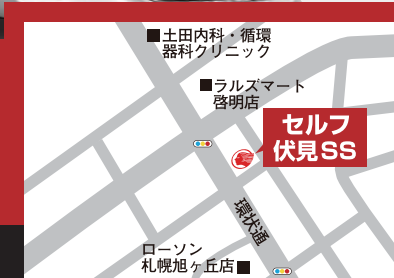 ■土田内科・循環
器科クリニック
■ラルズマート
啓明店
セルフ
伏見SS
環状通
ローソン
札幌旭ヶ丘店■